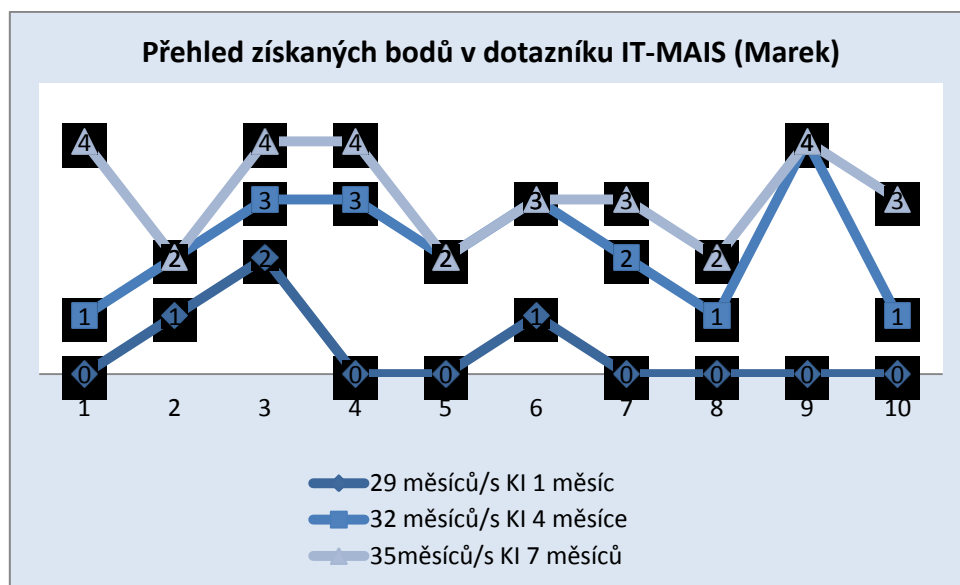 Přehled získaných bodů v dotazníku IT-MAIS (Marek)
4 4 4 4
3 3 3 3 3
2 2 2 2 2
1 1 1 1 1
0 0 0 0 0 0 0
1 2 3 4 5 6 7 8 9 10
29 měsíců/s KI 1 měsíc
32 měsíců/s KI 4 měsíce
35měsíců/s KI 7 měsíců